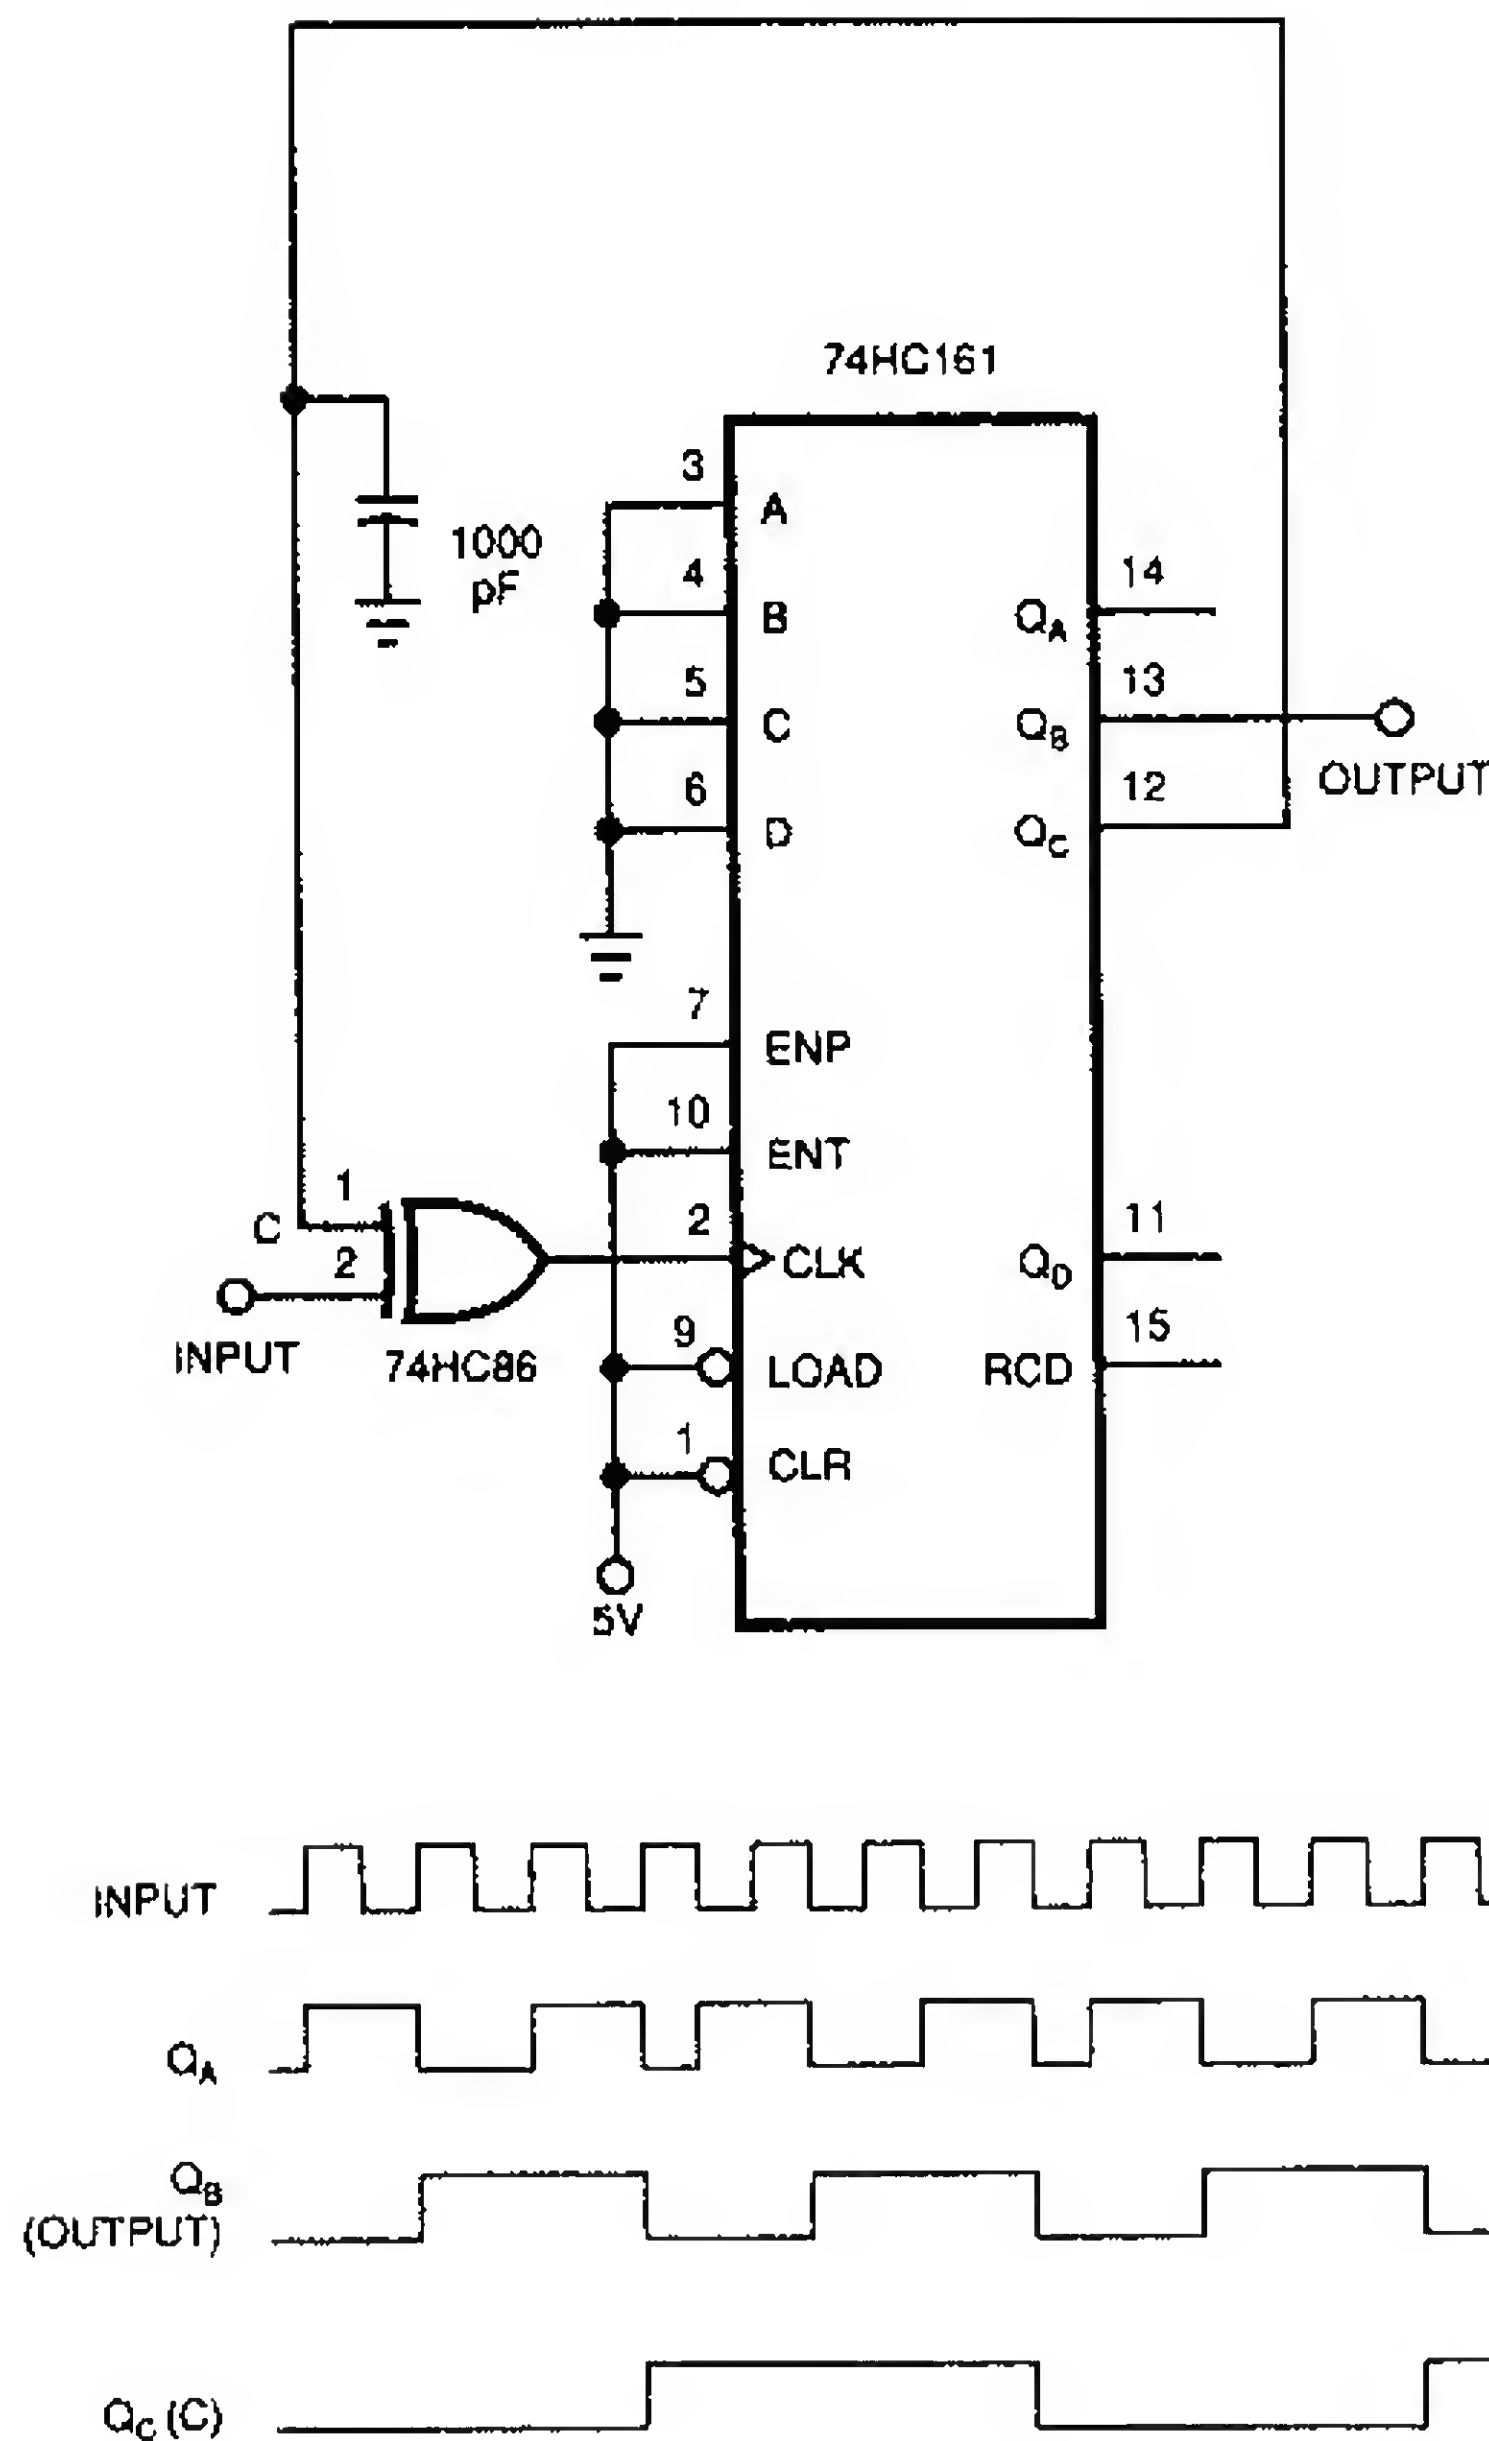 74HC161
3
A
1000
pF
4
B
14
QA
5
C
13
QB
OUTPUT
6
D
12
QC
7
ENP
10
ENT
C
1
2
INPUT
74HC86
2
CLK
11
QD
9
LOAD
15
RCD
1
CLR
5V
INPUT
QA
QB
(OUTPUT)
QC (C)